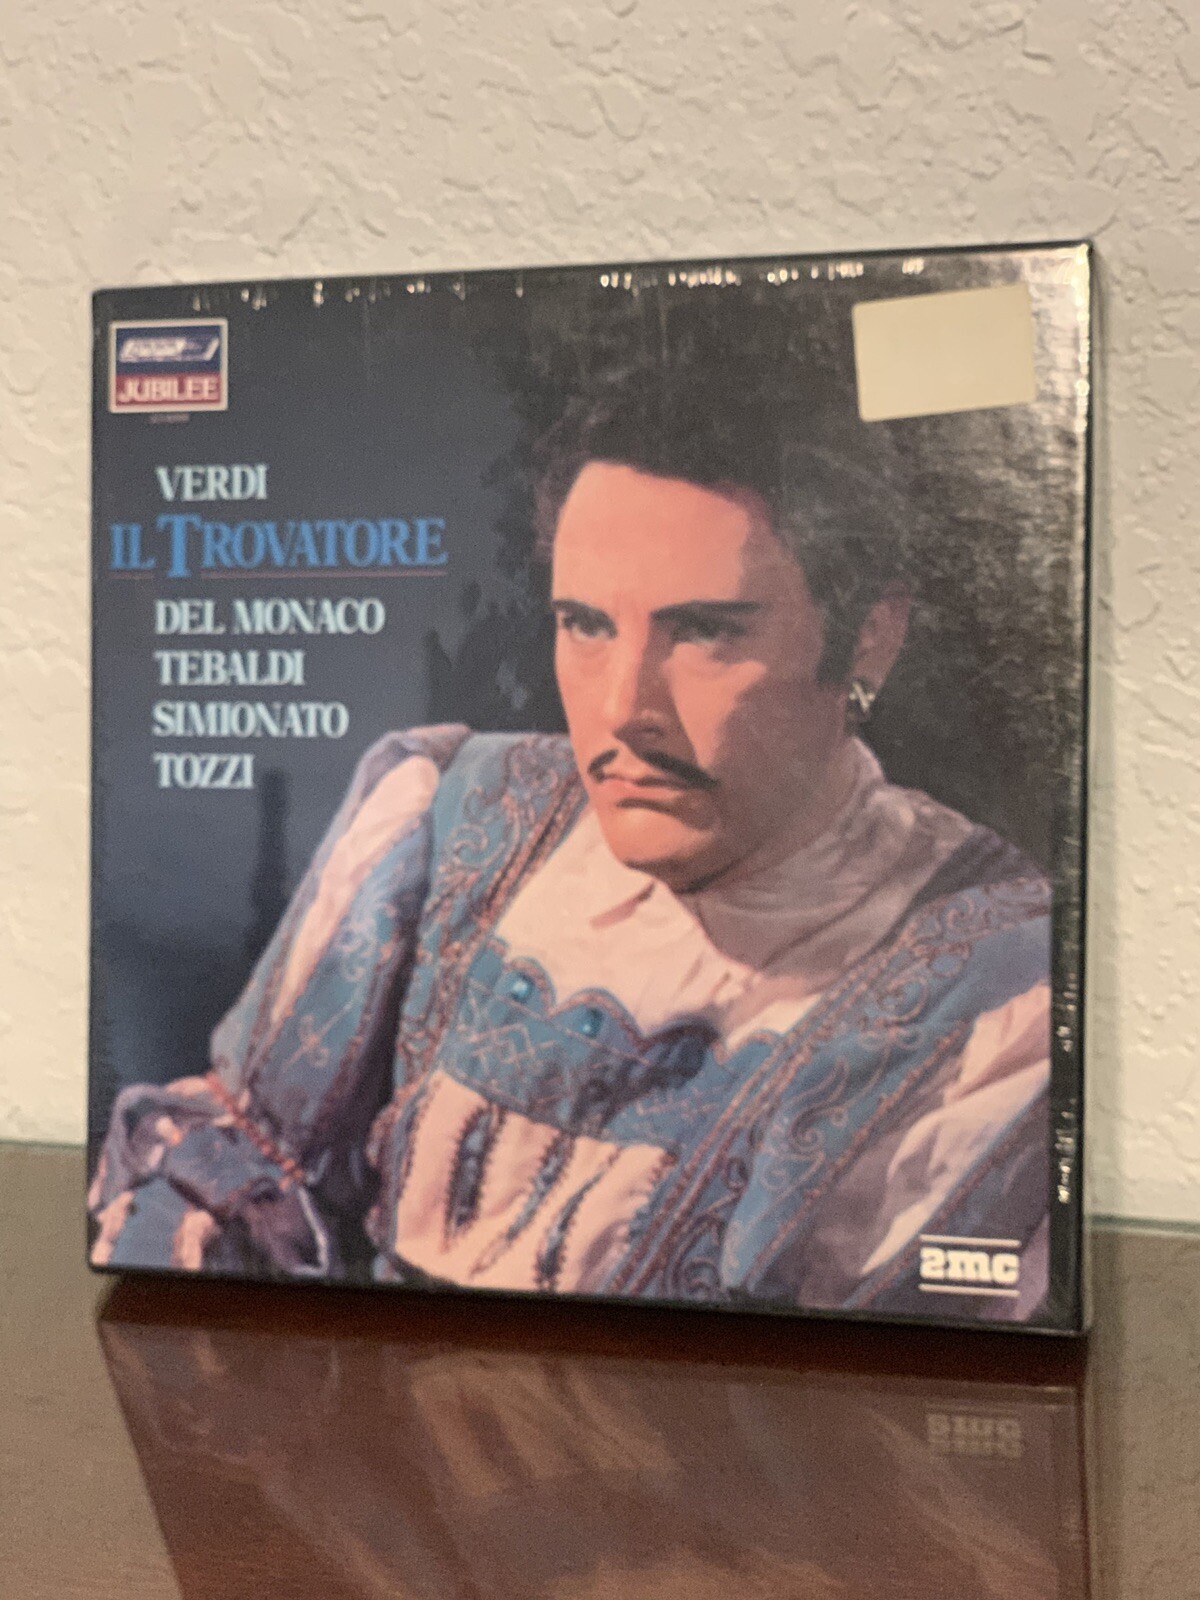 JUBILEE
VERDI
IL TROVATORE
DEL MONACO
TEBALDI
SIMIONATO
TOZZI
2mc